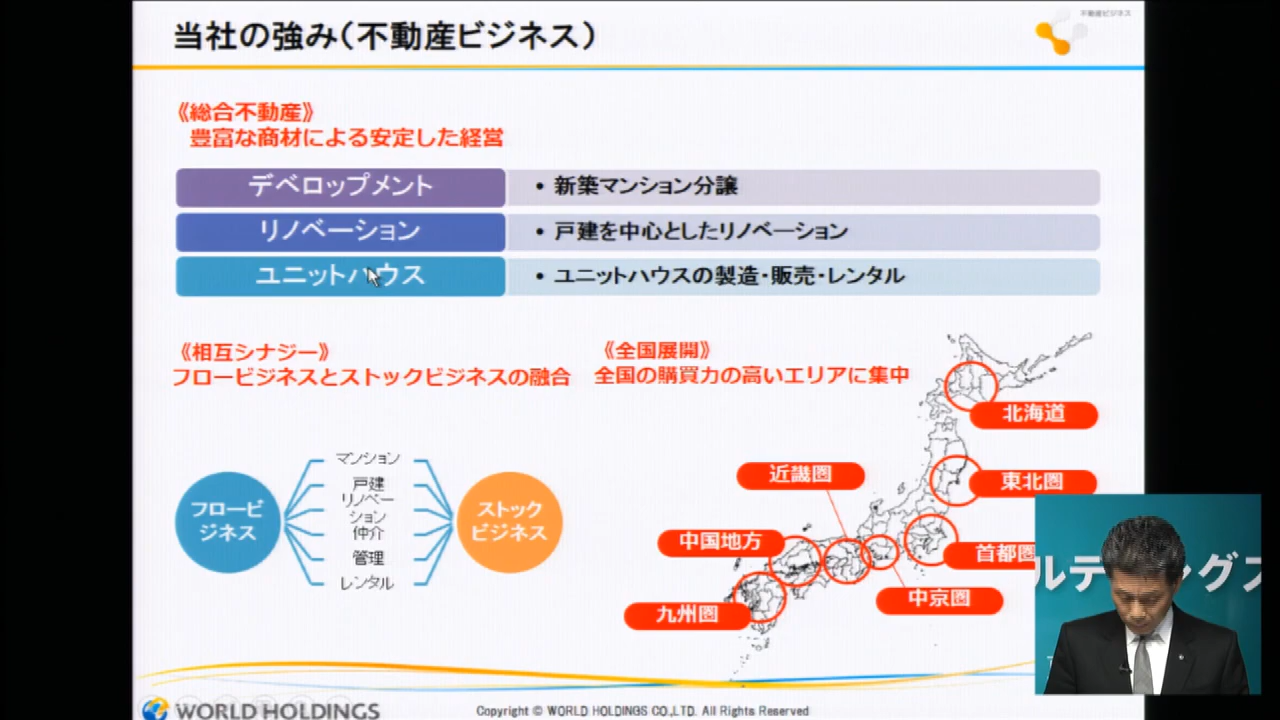 当社の強み(不動産ビジネス)
不動産ビジネス
《総合不動産》
豊富な商材による安定した経営
デベロップメント
• 新築マンション分譲
リノベーション
• 戸建を中心としたリノベーション
ユニットハウス
• ユニットハウスの製造・販売・レンタル
《相互シナジー》
フロービジネスとストックビジネスの融合
フロービ
ジネス
マンション
戸建
リノベー
ション
仲介
管理
レンタル
ストック
ビジネス
《全国展開》
全国の購買力の高いエリアに集中
北海道
東北圏
近畿圏
中国地方
首都圏
中京圏
九州圏
ルディングス
WORLD HOLDINGS
Copyright © WORLD HOLDINGS CO.,LTD. All Rights Reserved